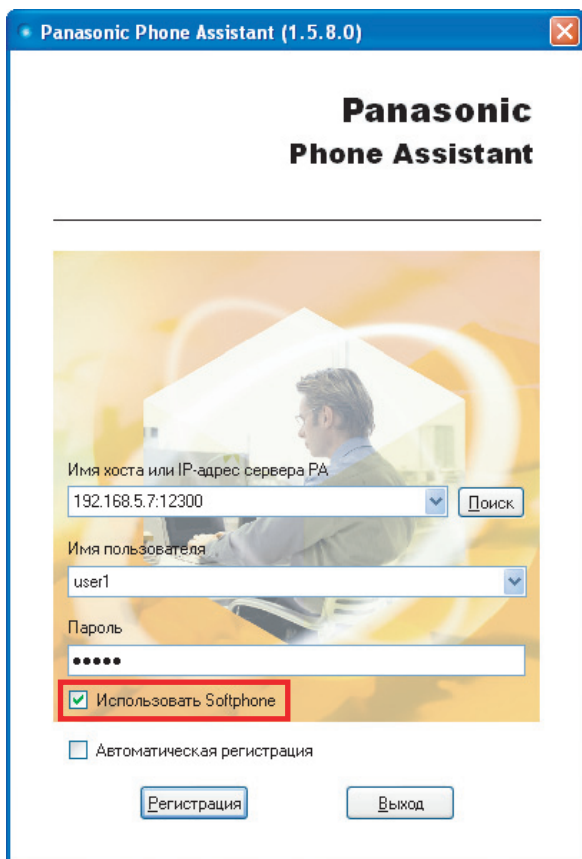 Panasonic Phone Assistant (1.5.8.0)
Panasonic
Phone Assistant
Имя хоста или IP-адрес сервера PA
192.168.5.7:12300
Поиск
Имя пользователя
user1
Пароль
•••••
Использовать Softphone
Автоматическая регистрация
Регистрация
Выход